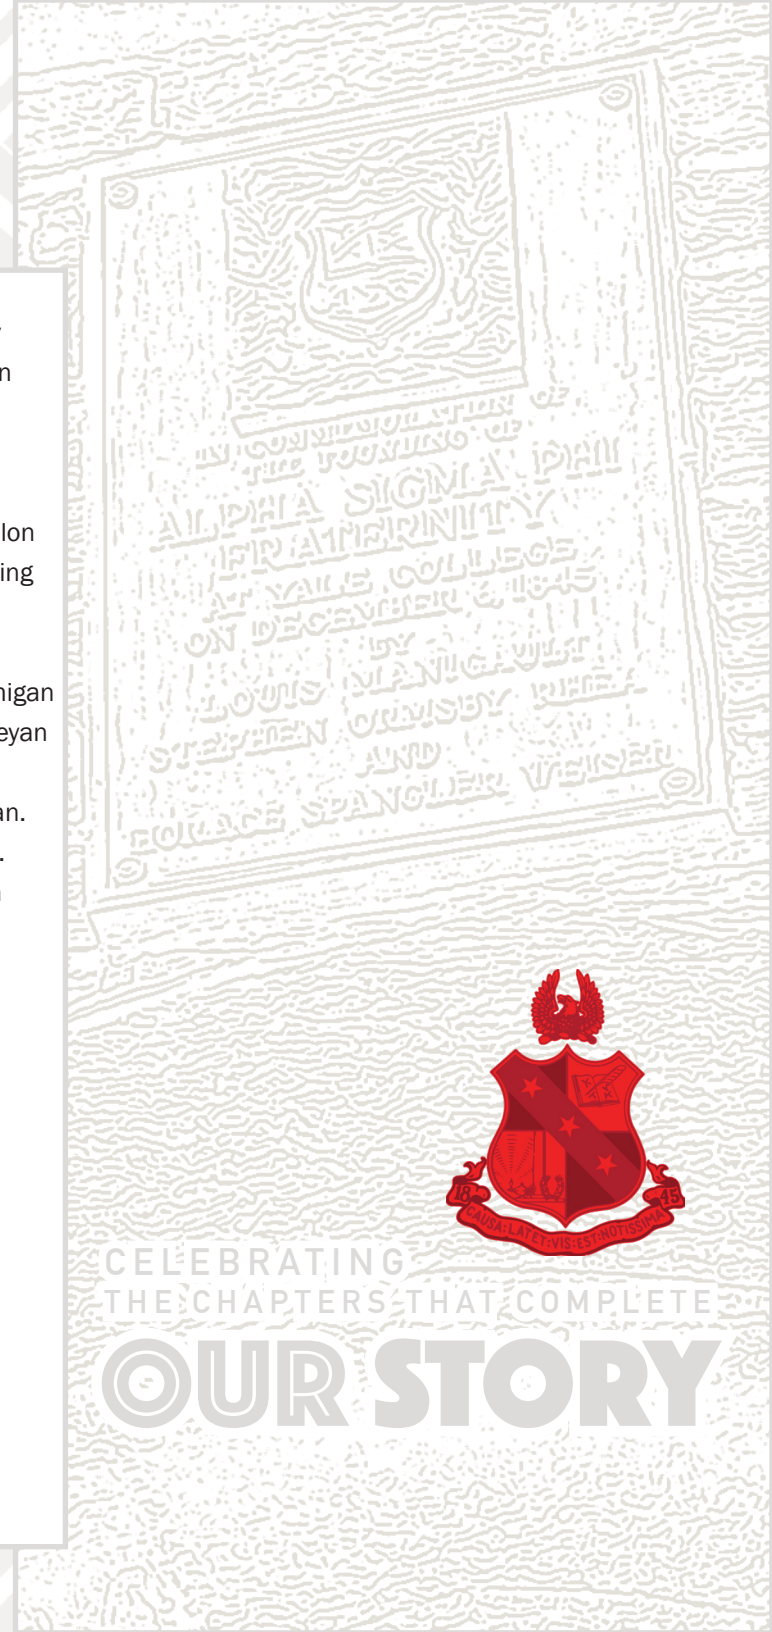 n
lon
ing
nigan
eyan
an.
.
IN COMMEMORATION OF
THE FOUNDING OF
ALPHA SIGMA PHI
FRATERNITY
AT YALE COLLEGE
ON DECEMBER 6, 1845
BY
LOUIS MANIGAULT
STEPHEN ORMSBY RHEA
AND
HORACE SPANGLER WEISER
18 45
CAUSA:LATET:VIS:EST:NOTISSIMA
CELEBRATING
THE CHAPTERS THAT COMPLETE
OUR STORY